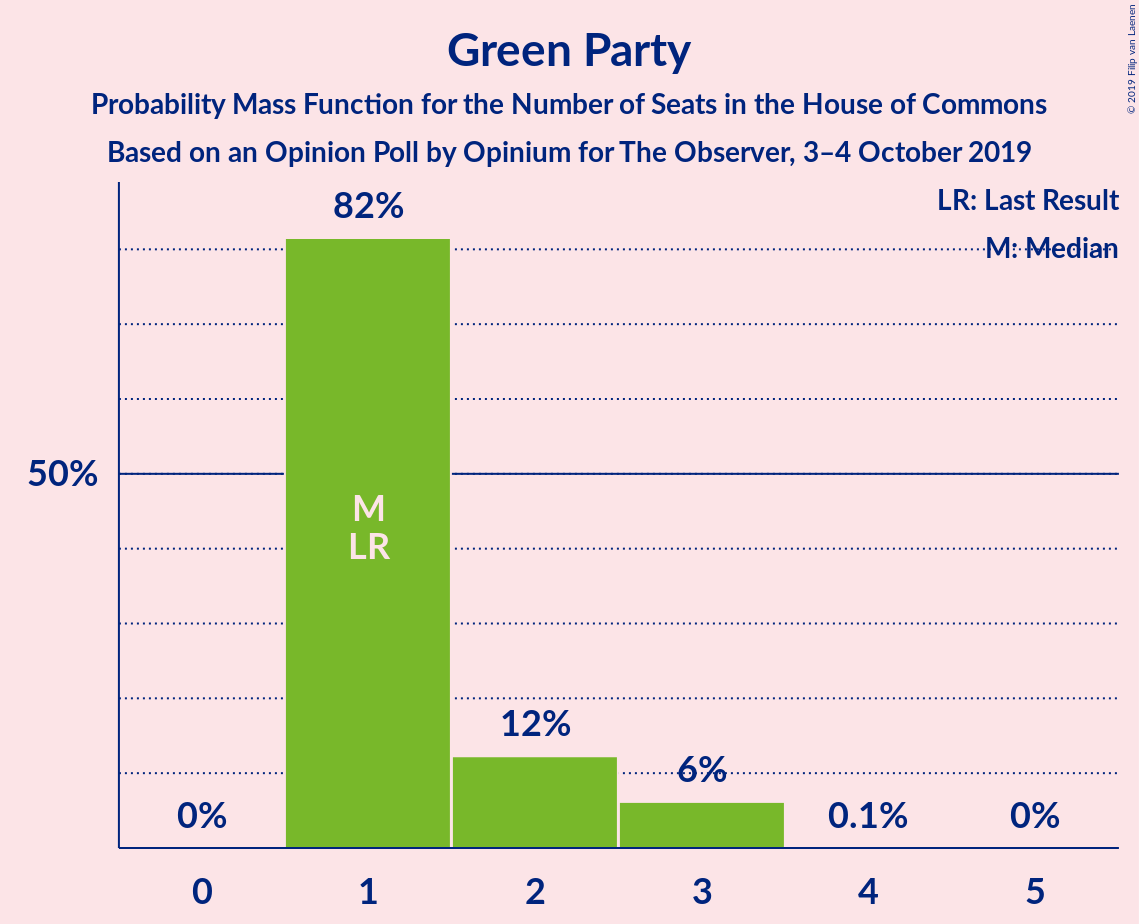 Green Party
Probability Mass Function for the Number of Seats in the House of Commons
Based on an Opinion Poll by Opinium for The Observer, 3–4 October 2019
© 2019 Filip van Laenen
LR: Last Result
M: Median
82%
50%
M
LR
12%
6%
0%
0.1%
0%
0
1
2
3
4
5